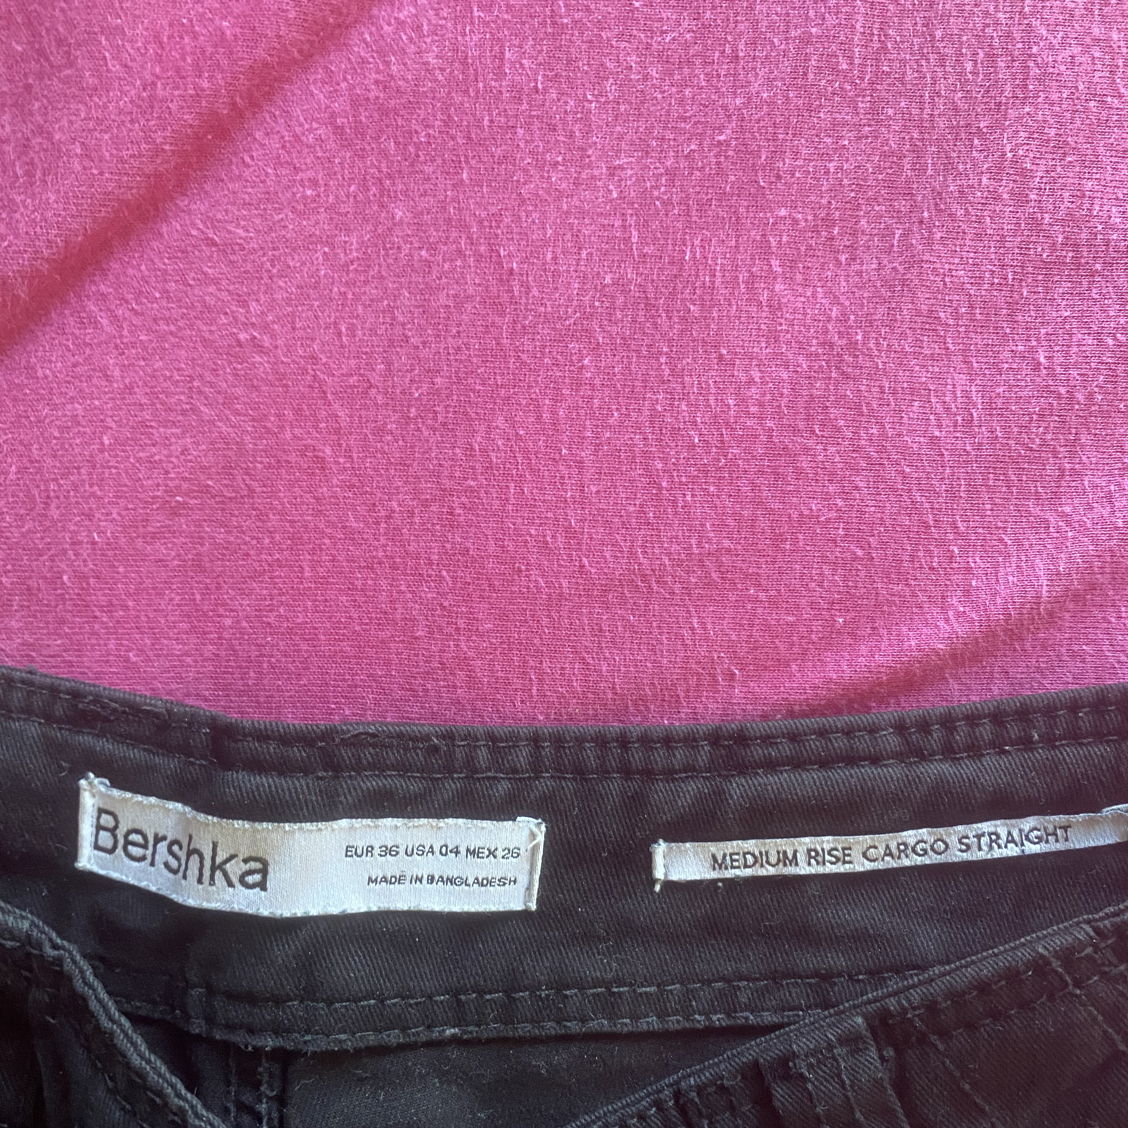 Bershka
EUR 36 USA 04 MEX 26
MADE IN BANGLADESH
MEDIUM RISE CARGO STRAIGHT